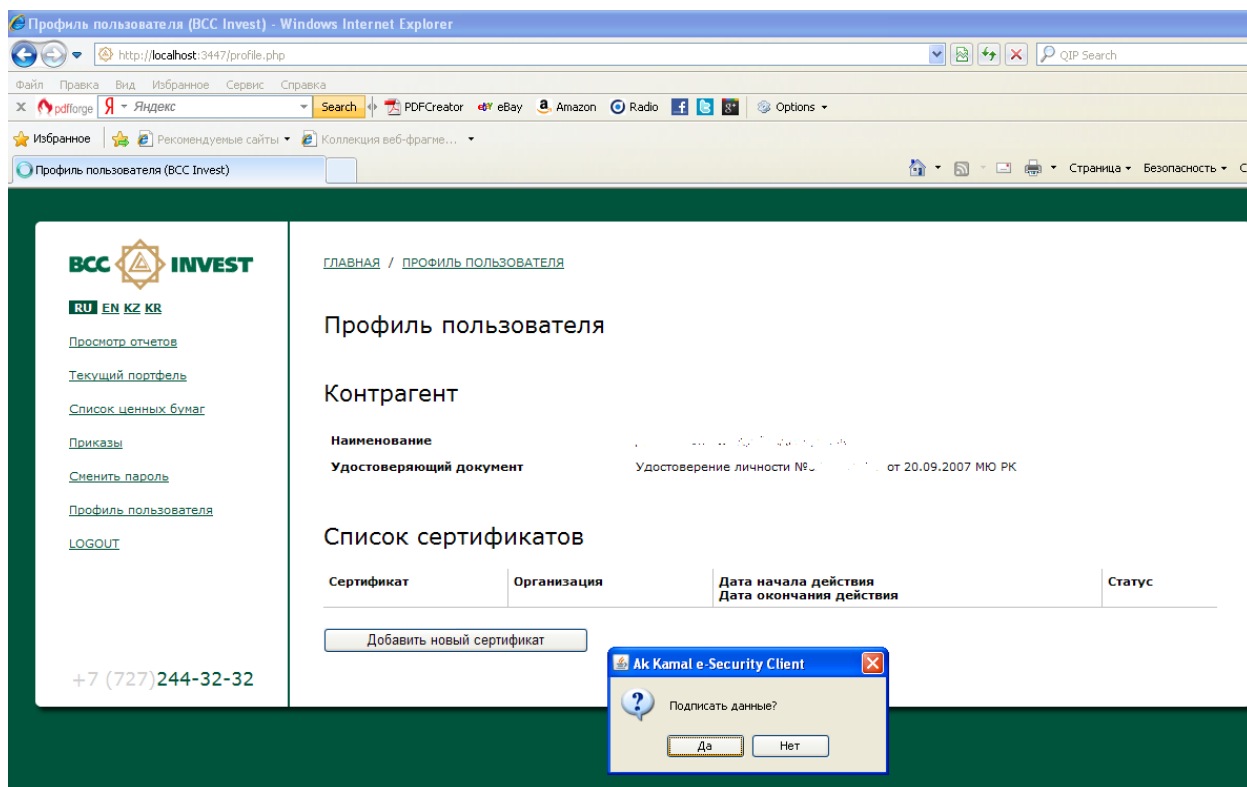 Профиль пользователя (BCC Invest) - Windows Internet Explorer
http://localhost:3447/profile.php
QIP Search
Файл Правка Вид Избранное Сервис Справка
x pdfforge Я Яндекс Search PDFCreator ebY eBay a Amazon Radio Options
Избранное Рекомендуемые сайты Коллекция веб-фрагме...
Профиль пользователя (BCC Invest)
Страница Безопасность С
BCC INVEST
RU EN KZ KR
Просмотр отчетов
Текущий портфель
Список ценных бумаг
Приказы
Сменить пароль
Профиль пользователя
LOGOUT
+7 (727)244-32-32
ГЛАВНАЯ / ПРОФИЛЬ ПОЛЬЗОВАТЕЛЯ
Профиль пользователя
Контрагент
Наименование
Удостоверяющий документ Удостоверение личности № от 20.09.2007 МЮ РК
Список сертификатов
Сертификат Организация Дата начала действия Статус
Дата окончания действия
Добавить новый сертификат
Ak Kamal e-Security Client
Подписать данные?
Да Нет